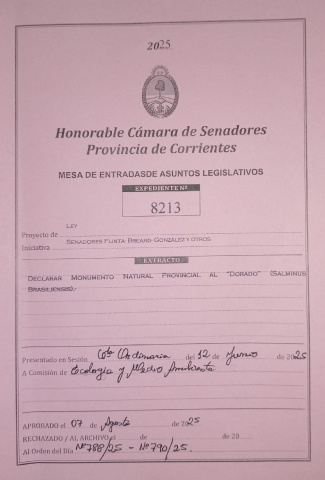 2025
Honorable Cámara de Senadores
Provincia de Corrientes
MESA DE ENTRADASDE ASUNTOS LEGISLATIVOS
EXPEDIENTE Nº
8213
Proyecto de LEY
Iniciativa SENADORES FLINTA-BREARD-GONZALEZ Y OTROS
EXTRACTO
DECLARAR MONUMENTO NATURAL PROVINCIAL AL "DORADO" (SALMINUS
BRASILIENSIS).-
Presentado en Sesión 6ta Ordinaria del 12 de Junio de 2025
A Comisión de Ecología y Medio Ambiente
APROBADO el 07 de Agosto de 2025
RECHAZADO / AL ARCHIVO el de de 20
Al Orden del Día Nº788/25 - Nº790/25.